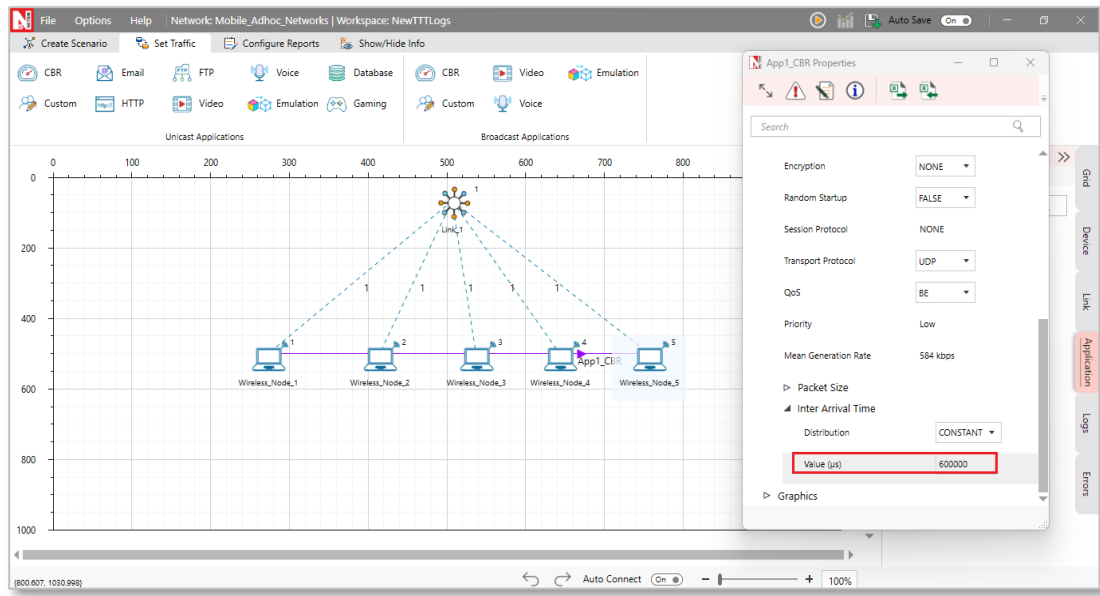 N File Options Help Network: Mobile_Adhoc_Networks | Workspace: NewTTTLogs Auto Save On
Create Scenario Set Traffic Configure Reports Show/Hide Info
CBR Email FTP Voice Database CBR Video Emulation
Custom HTTP Video Emulation Gaming Custom Voice
Unicast Applications Broadcast Applications
0 100 200 300 400 500 600 700 800
0
200
400
600
800
1000
1
Link_1
1 1 1 1 1
1 2 3 4 5
App1_CBR
Wireless_Node_1 Wireless_Node_2 Wireless_Node_3 Wireless_Node_4 Wireless_Node_5
App1_CBR Properties
Search
Encryption NONE
Random Startup FALSE
Session Protocol NONE
Transport Protocol UDP
QoS BE
Priority Low
Mean Generation Rate 584 kbps
Packet Size
Inter Arrival Time
Distribution CONSTANT
Value (µs) 600000
Graphics
Grid
Device
Link
Application
Logs
Errors
(800.607, 1030.998) Auto Connect On 100%